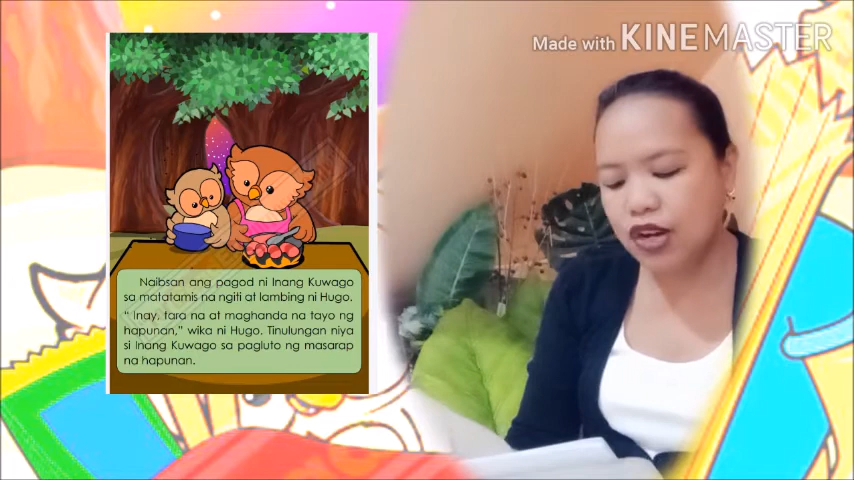 Made with KINEMASTER
Naibsan ang pagod ni Inang Kuwago
sa matatamis na ngiti at lambing ni Hugo.
“ Inay, tara na at maghanda na tayo ng
hapunan,” wika ni Hugo. Tinulungan niya
si Inang Kuwago sa pagluto ng masarap
na hapunan.